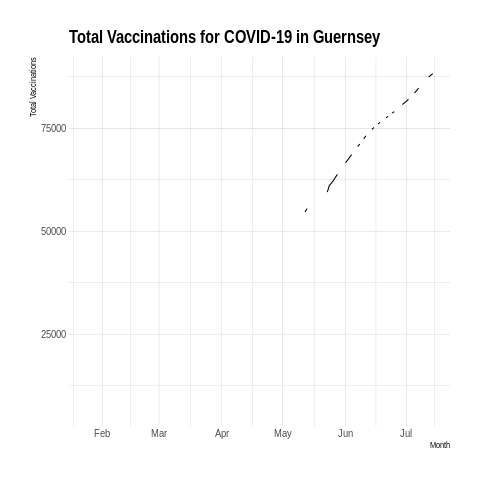 Total Vaccinations for COVID-19 in Guernsey
Total Vaccinations
75000
50000
25000
Feb Mar Apr May Jun Jul
Month